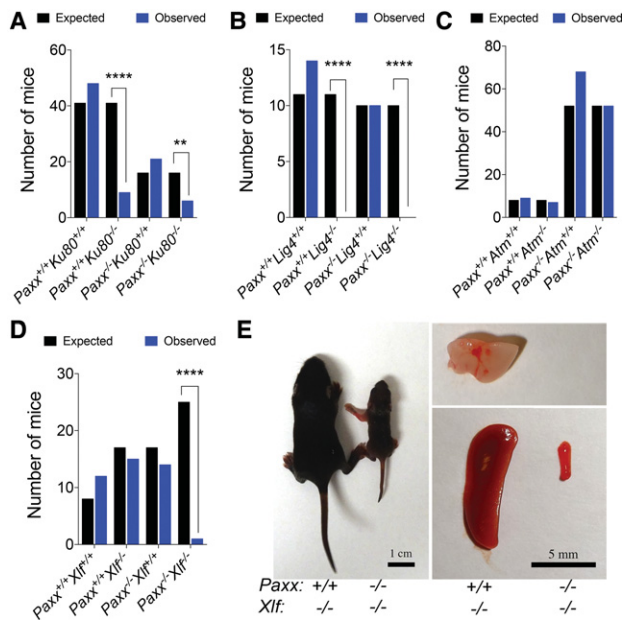 A
Expected Observed
Number of mice
60
40
20
0
****
**
Paxx+/+Ku80+/+
Paxx+/+Ku80-/-
Paxx-/-Ku80+/+
Paxx-/-Ku80-/-
B
Expected Observed
Number of mice
15
10
5
0
****
****
Paxx+/+Lig4+/+
Paxx+/+Lig4-/-
Paxx-/-Lig4+/+
Paxx-/-Lig4-/-
C
Expected Observed
Number of mice
80
60
40
20
0
Paxx+/+Atm+/+
Paxx+/+Atm-/-
Paxx-/-Atm+/+
Paxx-/-Atm-/-
D
Expected Observed
Number of mice
30
20
10
0
****
Paxx+/+Xlf+/+
Paxx+/+Xlf-/-
Paxx-/-Xlf+/+
Paxx-/-Xlf-/-
E
1 cm
5 mm
Paxx: +/+ -/- +/+ -/-
Xlf: -/- -/- -/- -/-